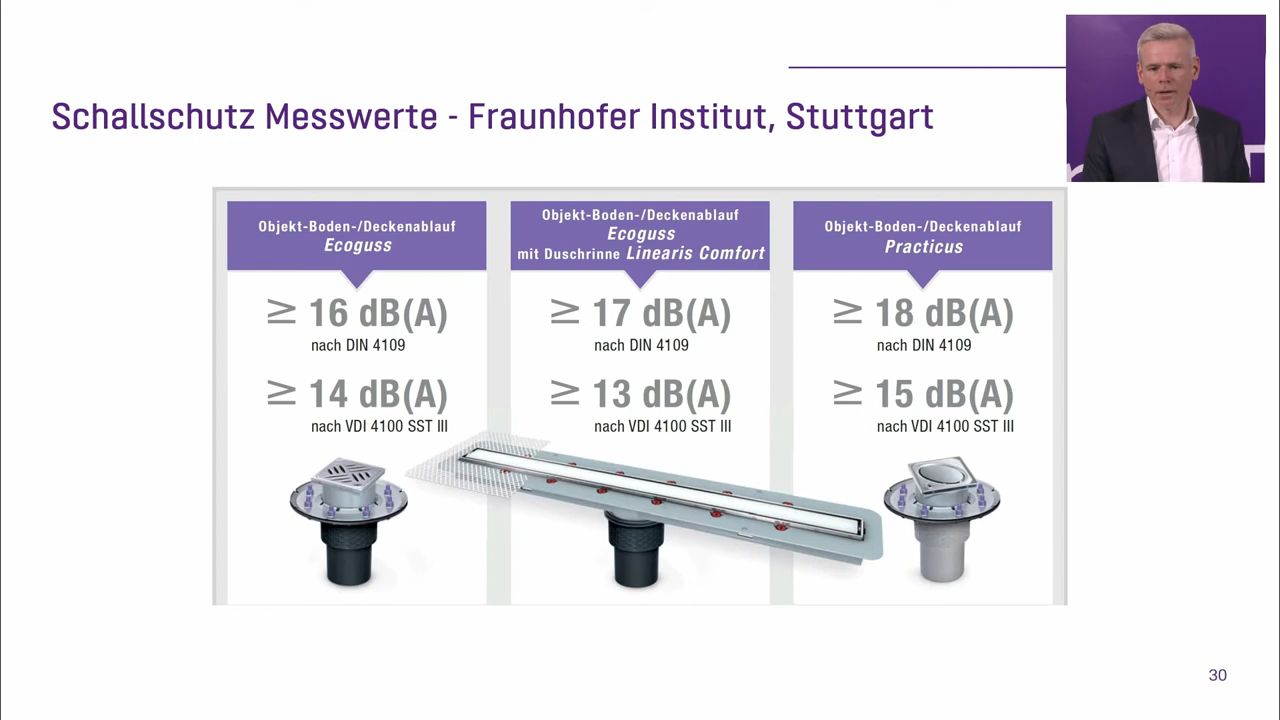 Schallschutz Messwerte - Fraunhofer Institut, Stuttgart
Objekt-Boden-/Deckenablauf
Ecoguss
≥ 16 dB(A)
nach DIN 4109
≥ 14 dB(A)
nach VDI 4100 SST III
Objekt-Boden-/Deckenablauf
Ecoguss
mit Duschrinne Linearis Comfort
≥ 17 dB(A)
nach DIN 4109
≥ 13 dB(A)
nach VDI 4100 SST III
Objekt-Boden-/Deckenablauf
Practicus
≥ 18 dB(A)
nach DIN 4109
≥ 15 dB(A)
nach VDI 4100 SST III
30